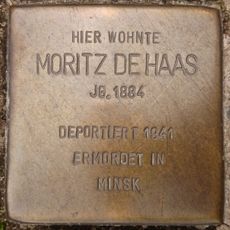 HIER WOHNTE
MORITZ DE HAAS
JG. 1884
DEPORTIERT 1941
ERMORDET IN
MINSK